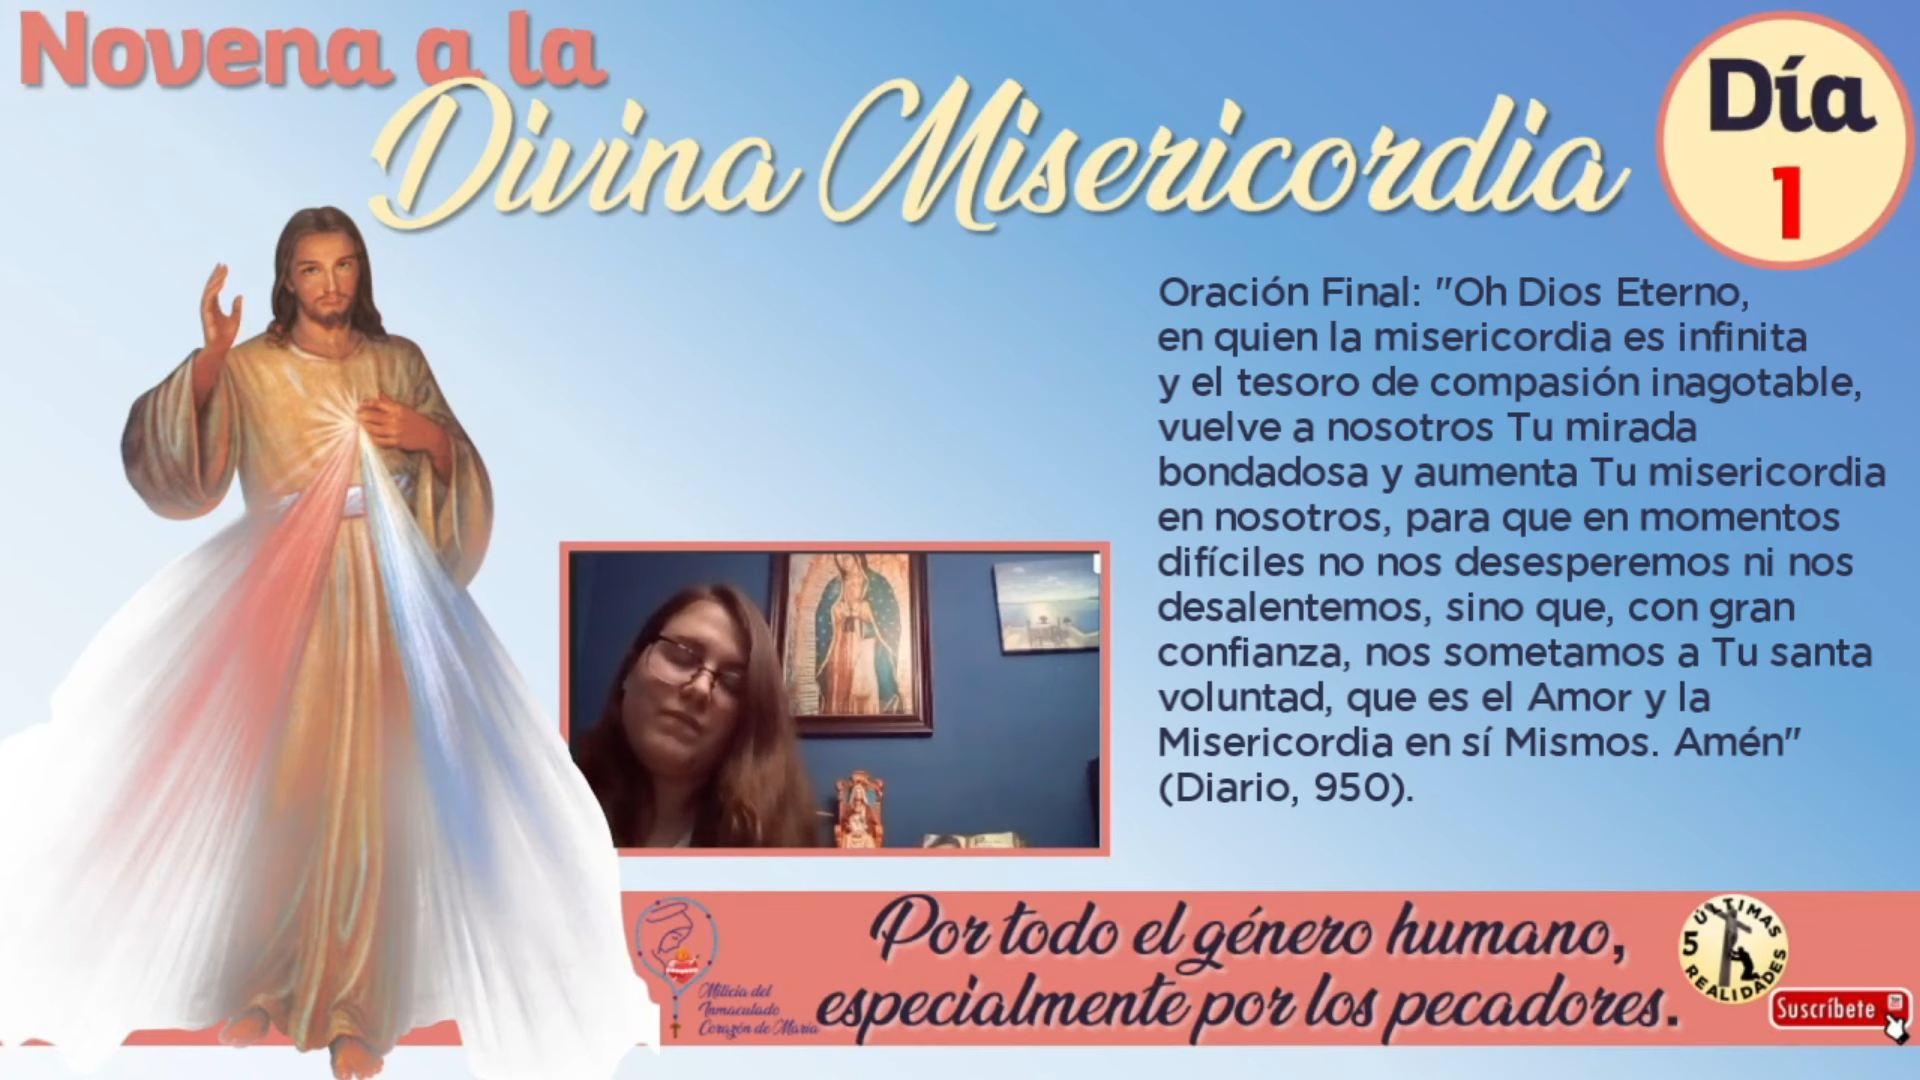 Novena a la
Divina Misericordia
Día
1
Oración Final: "Oh Dios Eterno,
en quien la misericordia es infinita
y el tesoro de compasión inagotable,
vuelve a nosotros Tu mirada
bondadosa y aumenta Tu misericordia
en nosotros, para que en momentos
difíciles no nos desesperemos ni nos
desalentemos, sino que, con gran
confianza, nos sometamos a Tu santa
voluntad, que es el Amor y la
Misericordia en sí Mismos. Amén"
(Diario, 950).
Por todo el género humano,
especialmente por los pecadores.
Milicia del
Inmaculado
Corazón de María
5 ÚLTIMAS
REALIDADES
Suscríbete